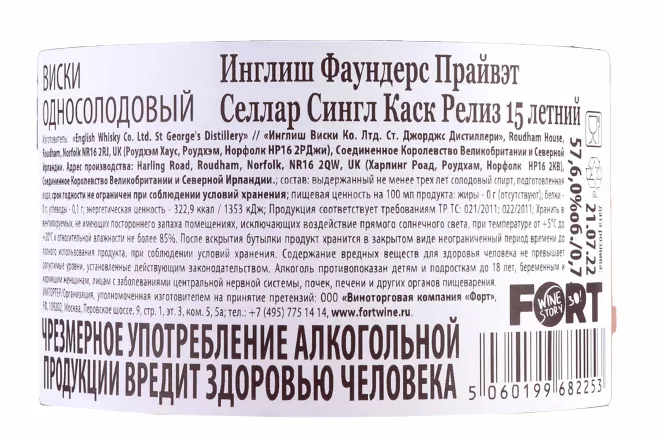 ВИСКИ
ОДНОСОЛОДОВЫЙ
Инглиш Фаундерс Прайвэт
Селлар Сингл Каск Релиз 15 летний
Изготовитель: «English Whisky Co. Ltd. St George's Distillery» // «Инглиш Виски Ко. Лтд. Ст. Джордж Дистиллери», Roudham House,
Roudham, Norfolk NR16 2RJ, UK (Роудхэм Хаус, Роудхэм, Норфолк НР16 2РДжи), Соединенное Королевство Великобритании и Северной
Ирландии. Адрес производства: Harling Road, Roudham, Norfolk, NR16 2QW, UK (Харлинг Роад, Роудхам, Норфолк НР16 2КВ),
Соединенное Королевство Великобритании и Северной Ирландии.; состав: выдержанный не менее трех лет солодовый спирт, подготовленная
вода, срок годности не ограничен при соблюдении условий хранения; пищевая ценность на 100 мл продукта: жиры - 0 г (отсутствуют); белки-
0 г; углеводы - 0,1 г; энергетическая ценность - 322,9 ккал / 1353 кДж; Продукция соответствует требованиям ТР ТС: 021/2011; 022/2011; Хранить в
вентилируемых, не имеющих постороннего запаха помещениях, исключающих воздействие прямого солнечного света, при температуре от +5°С до
+20°С и относительной влажности не более 85%. После вскрытия бутылки продукт хранится в закрытом виде неограниченный период времени до
полного использования продукта, при соблюдении условий хранения. Содержание вредных веществ для здоровья человека не превышает
допустимые уровни, установленные действующим законодательством. Алкоголь противопоказан детям и подросткам до 18 лет, беременным и
кормящим женщинам, лицам с заболеваниями центральной нервной системы, почек, печени и других органов пищеварения.
ИМПОРТЕР/Организация, уполномоченная изготовителем на принятие претензий: ООО «Виноторговая компания «Форт»,
РФ, 109202, Москва, Перовское шоссе, 9, стр. 1, эт. 3, ком. 5, 5а; тел.: +7 (495) 775 14 14, www.fortwine.ru.
57,6.0%об./0,7
FORT
WINE
STORY
30!
ЧРЕЗМЕРНОЕ УПОТРЕБЛЕНИЕ АЛКОГОЛЬНОЙ
ПРОДУКЦИИ ВРЕДИТ ЗДОРОВЬЮ ЧЕЛОВЕКА
5 060199 682253